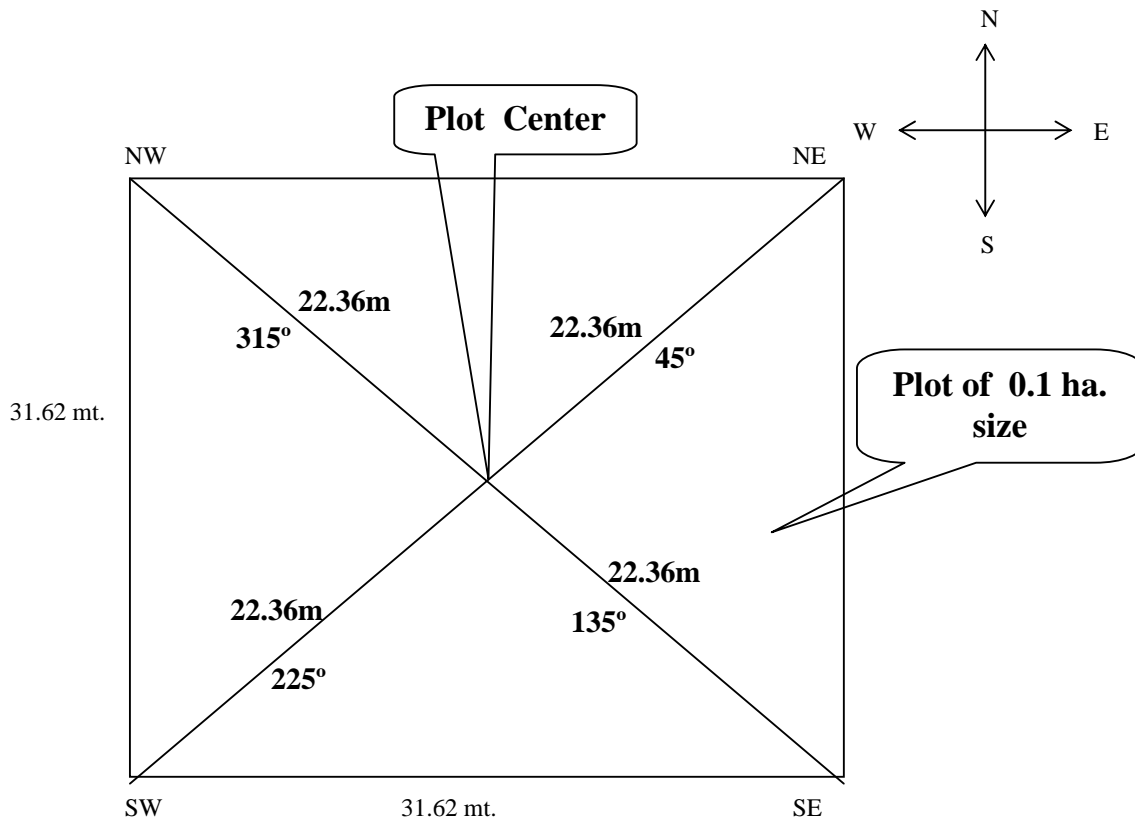 N
Plot Center
W
E
NW
NE
S
22.36m
315º
22.36m
45º
Plot of 0.1 ha.
size
31.62 mt.
22.36m
135º
22.36m
225º
SW
31.62 mt.
SE